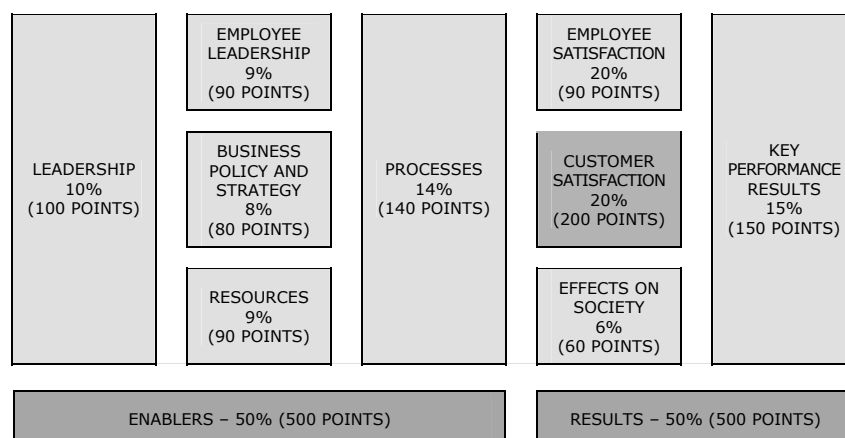 LEADERSHIP
10%
(100 POINTS)
EMPLOYEE
LEADERSHIP
9%
(90 POINTS)
BUSINESS
POLICY AND
STRATEGY
8%
(80 POINTS)
RESOURCES
9%
(90 POINTS)
PROCESSES
14%
(140 POINTS)
EMPLOYEE
SATISFACTION
20%
(90 POINTS)
CUSTOMER
SATISFACTION
20%
(200 POINTS)
EFFECTS ON
SOCIETY
6%
(60 POINTS)
KEY
PERFORMANCE
RESULTS
15%
(150 POINTS)
ENABLERS – 50% (500 POINTS)
RESULTS – 50% (500 POINTS)